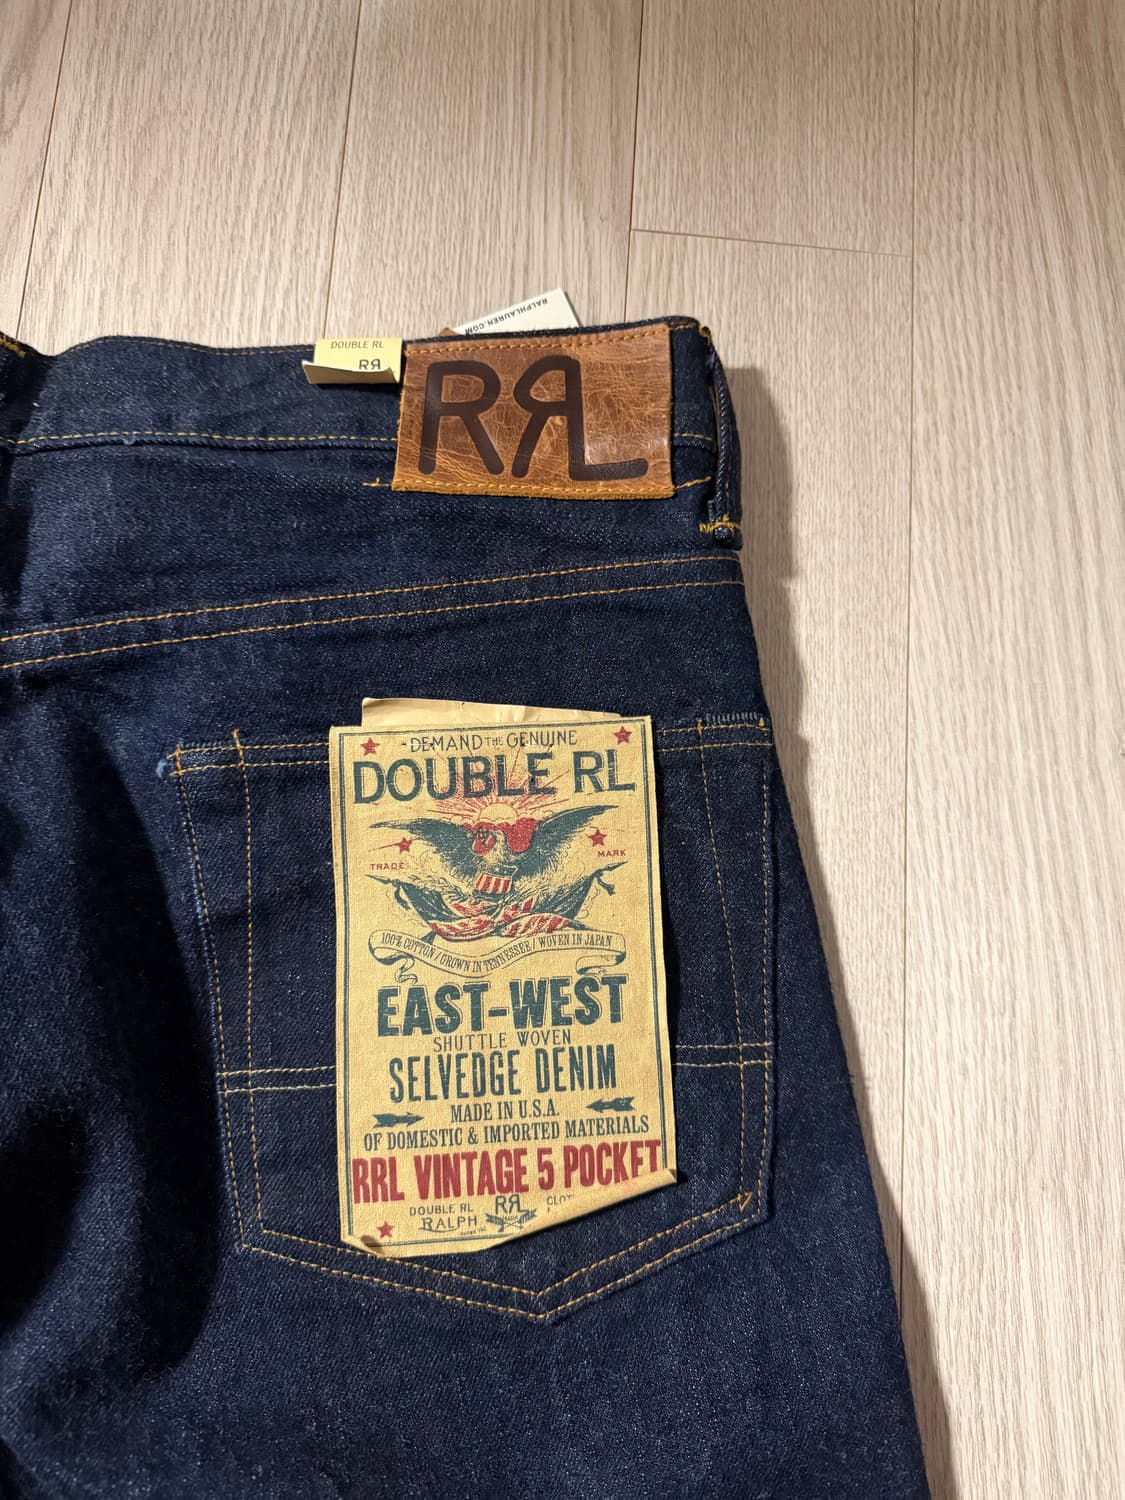 RALPHLAUREN.COM
DOUBLE RL
RRL
DEMAND THE GENUINE
DOUBLE RL
TRADE MARK
100% COTTON / GROWN IN TENNESSEE / WOVEN IN JAPAN
EAST-WEST
SHUTTLE WOVEN
SELVEDGE DENIM
MADE IN U.S.A.
OF DOMESTIC & IMPORTED MATERIALS
RRL VINTAGE 5 POCKET
DOUBLE RL
RALPH